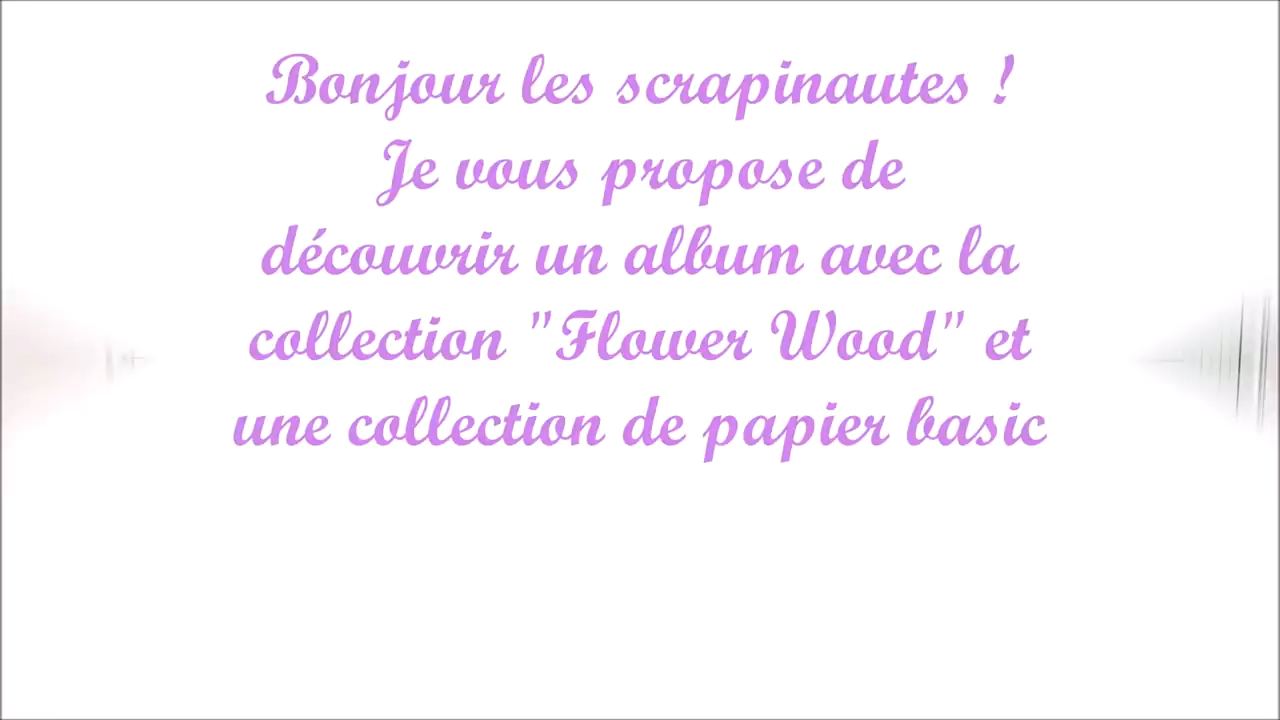 Bonjour les scrapinautes !
Je vous propose de
découvrir un album avec la
collection "Flower Wood" et
une collection de papier basic